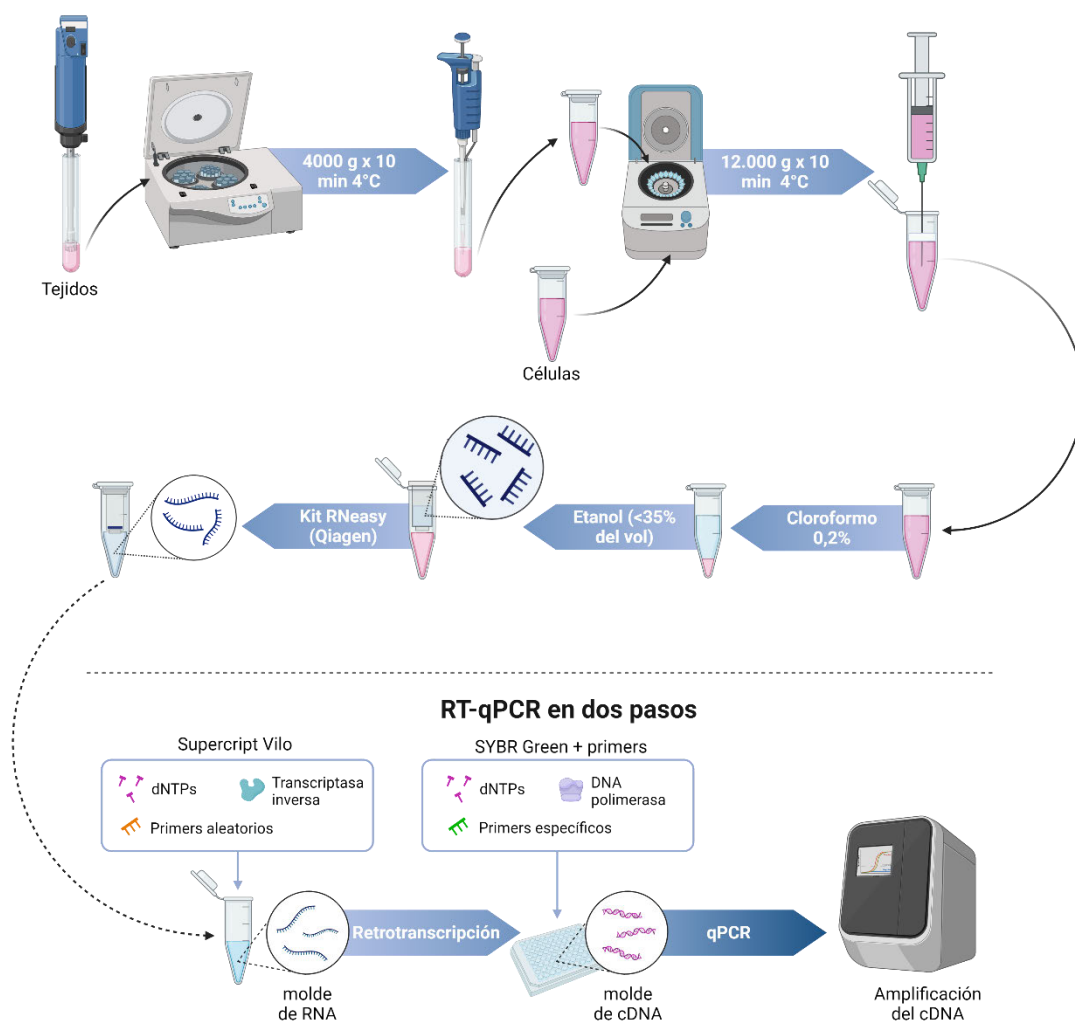 4000 g x 10
min 4°C
12.000 g x 10
min 4°C
Tejidos
Células
Kit RNeasy
(Qiagen)
Etanol (<35%
del vol)
Cloroformo
0,2%
RT-qPCR en dos pasos
Supercript Vilo
dNTPs
Transcriptasa
inversa
Primers aleatorios
SYBR Green + primers
dNTPs
DNA
polimerasa
Primers específicos
Retrotranscripción
qPCR
molde
de RNA
molde
de cDNA
Amplificación
del cDNA